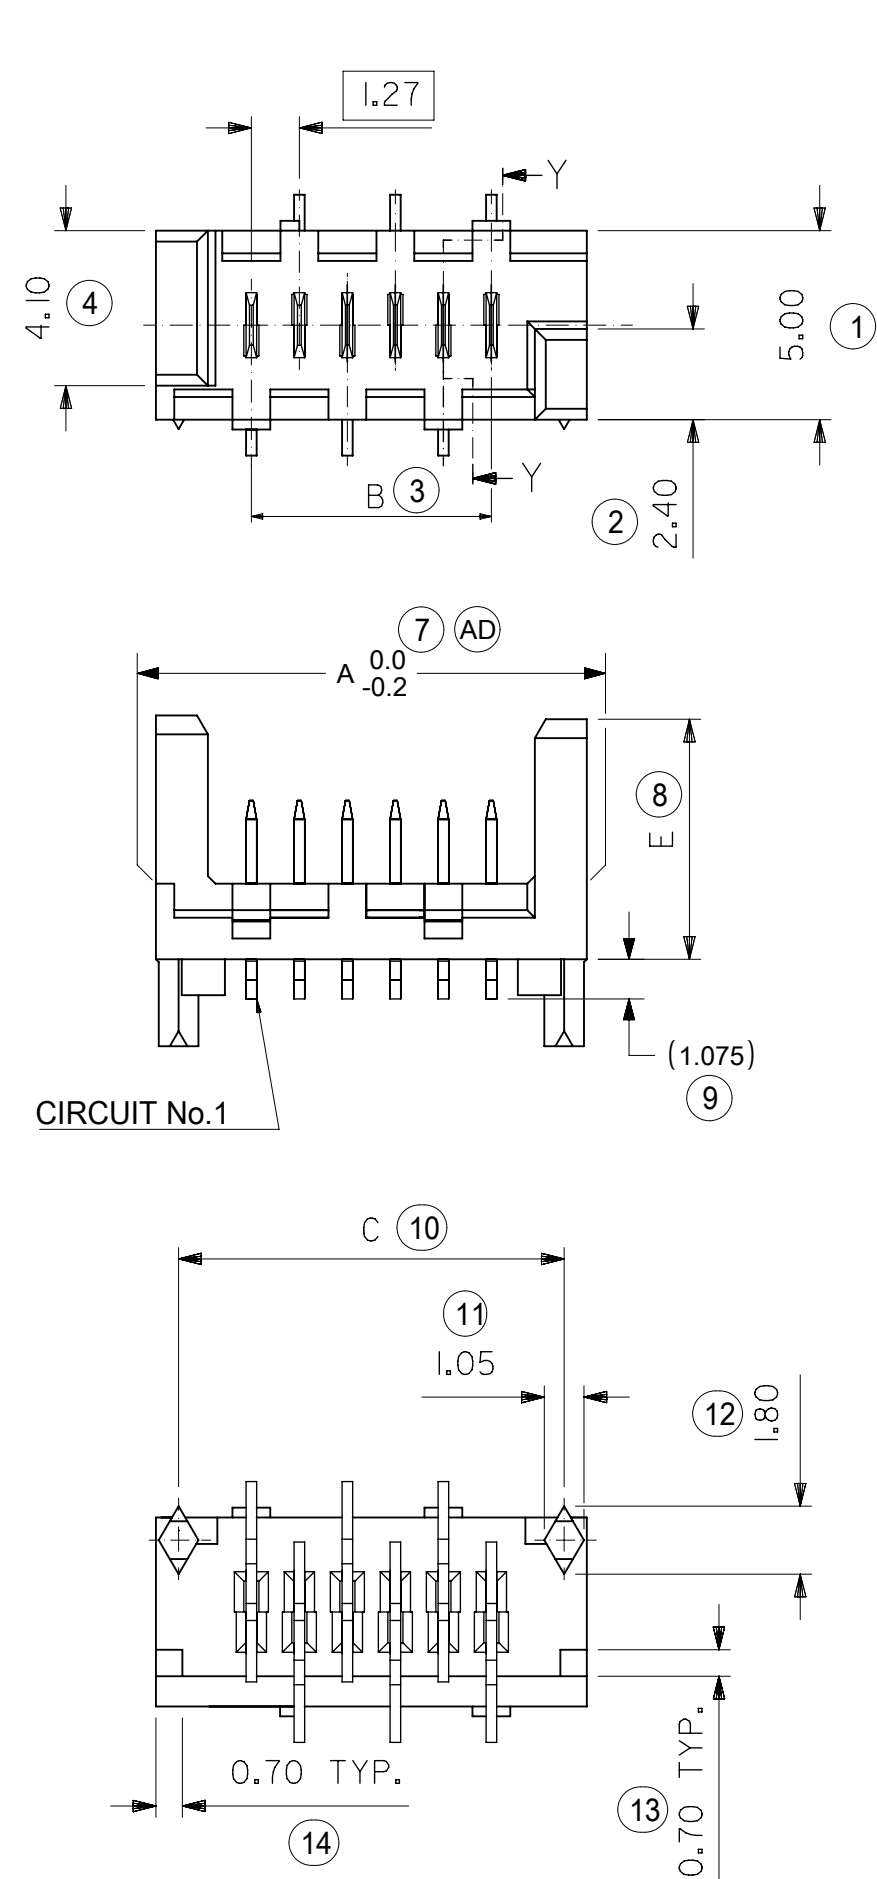 1.27
Y
4.10 4
5.00 1
B 3
Y
2 2.40
7 AD
A 0.0
-0.2
8
E
(1.075)
9
CIRCUIT No.1
C 10
11
1.05
12 1.80
0.70 TYP.
14
13 0.70 TYP.